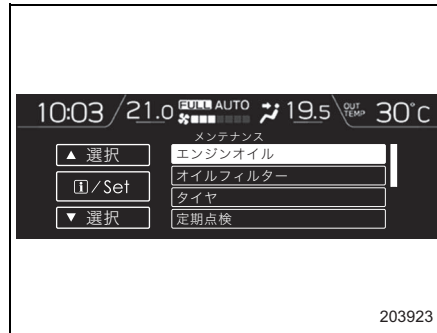 10:03 21.0 FULL AUTO 19.5 OUT TEMP 30°C
メンテナンス
▲ 選択
エンジンオイル
オイルフィルター
i/Set
タイヤ
▼ 選択
定期点検
203923